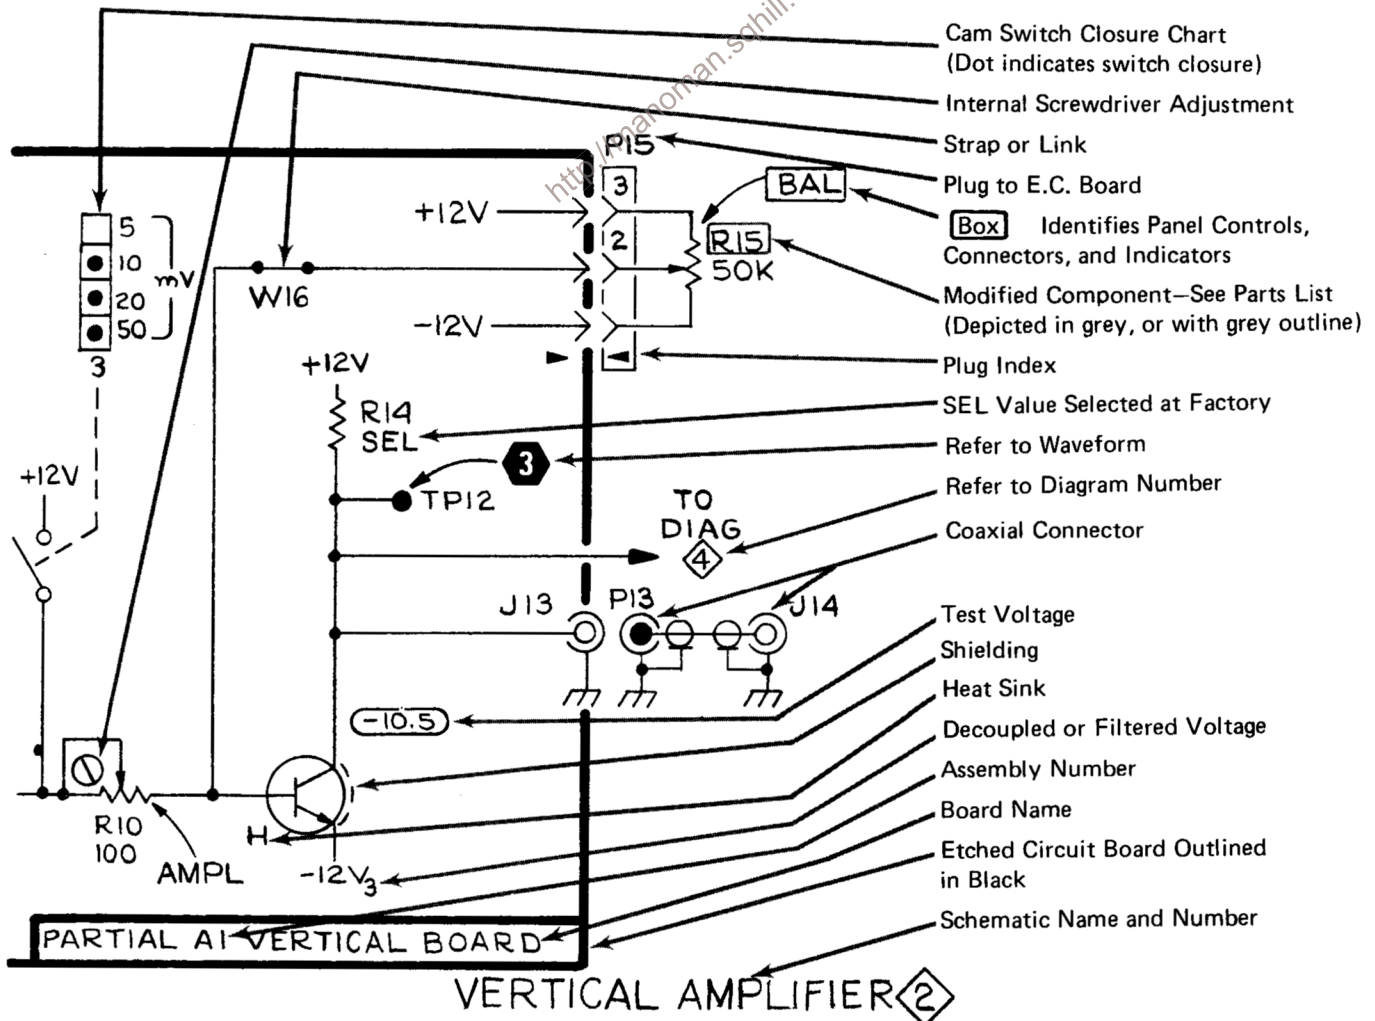 http://manoman.sqhill.
Cam Switch Closure Chart
(Dot indicates switch closure)
Internal Screwdriver Adjustment
Strap or Link
Plug to E.C. Board
Box Identifies Panel Controls,
Connectors, and Indicators
Modified Component—See Parts List
(Depicted in grey, or with grey outline)
Plug Index
SEL Value Selected at Factory
Refer to Waveform
Refer to Diagram Number
Coaxial Connector
Test Voltage
Shielding
Heat Sink
Decoupled or Filtered Voltage
Assembly Number
Board Name
Etched Circuit Board Outlined
in Black
Schematic Name and Number
P15
3
BAL
+12V
2
R15
50K
-12V
5
10
20
50
mV
3
W16
+12V
R14
SEL
3
TP12
+12V
TO
DIAG
4
J13
P13
J14
-10.5
R10
100
AMPL
H
-12V3
PARTIAL A1 VERTICAL BOARD
VERTICAL AMPLIFIER 2